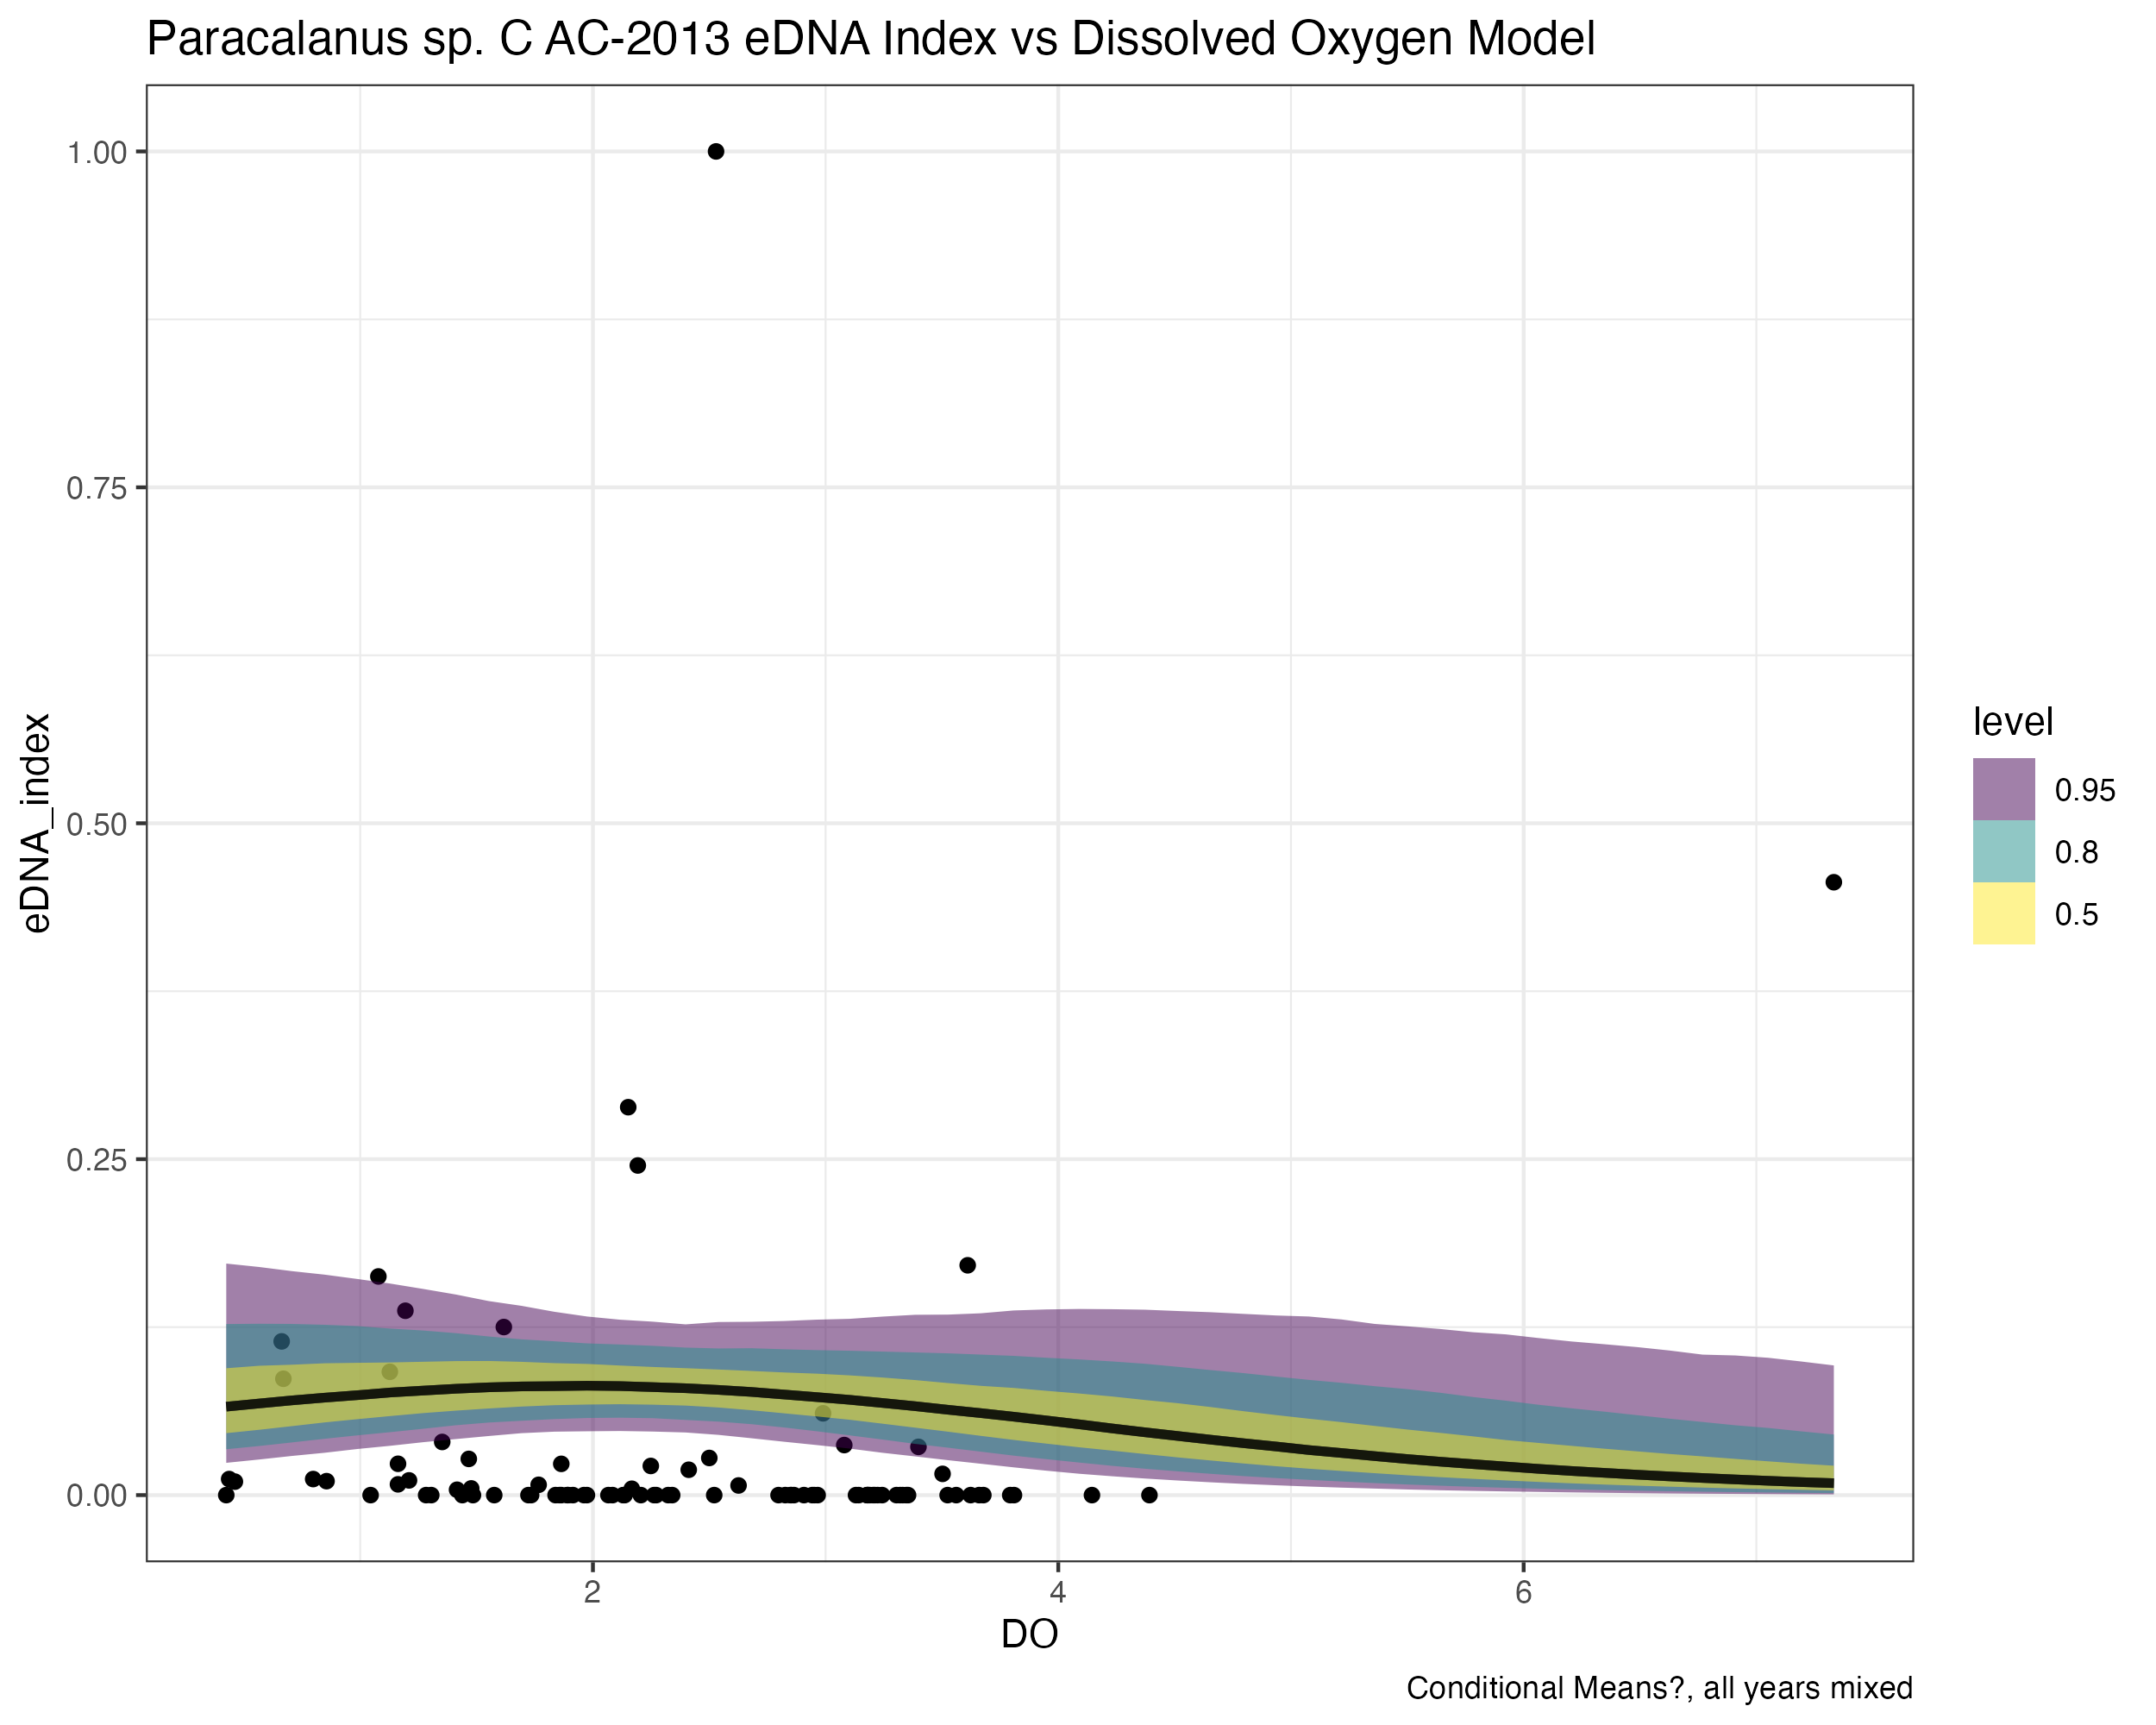 Paracalanus sp. C AC-2013 eDNA Index vs Dissolved Oxygen Model
1.00
0.75
0.50
0.25
0.00
eDNA_index
2
4
6
DO
level
0.95
0.8
0.5
Conditional Means?, all years mixed